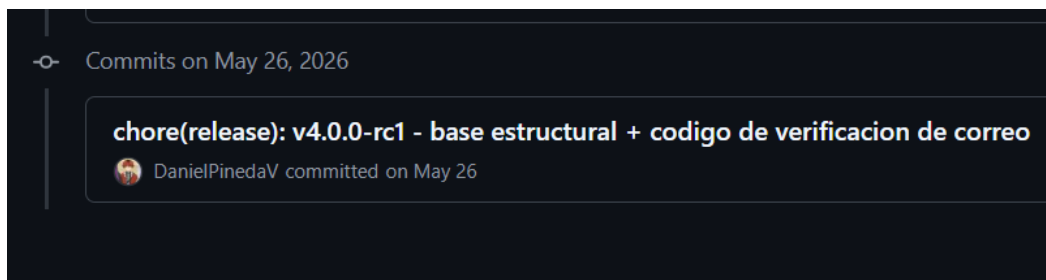 Commits on May 26, 2026
chore(release): v4.0.0-rc1 - base estructural + codigo de verificacion de correo
DanielPinedaV committed on May 26